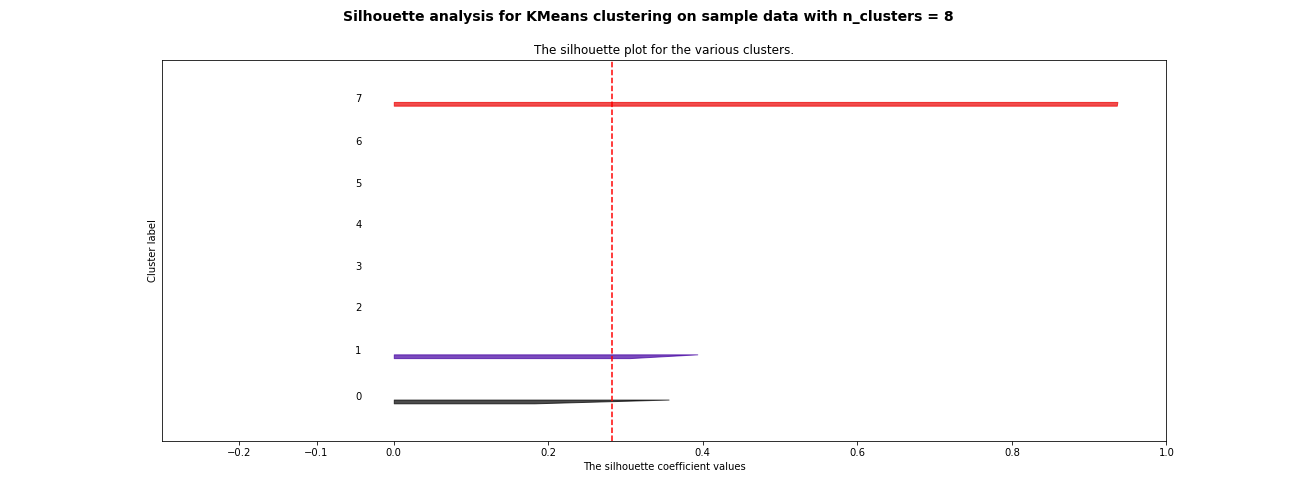 Silhouette analysis for KMeans clustering on sample data with n_clusters = 8
The silhouette plot for the various clusters.
7
6
5
4
3
2
1
0
Cluster label
−0.2 −0.1 0.0 0.2 0.4 0.6 0.8 1.0
The silhouette coefficient values